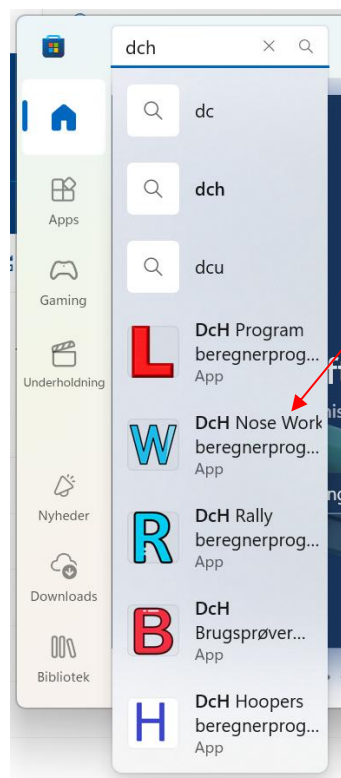 dch
dc
dch
dcu
Apps
Gaming
Underholdning
Nyheder
Downloads
Bibliotek
L
DcH Program
beregnerprog...
App
W
DcH Nose Work
beregnerprog...
App
R
DcH Rally
beregnerprog...
App
B
DcH
Brugsprøver...
App
H
DcH Hoopers
beregnerprog...
App